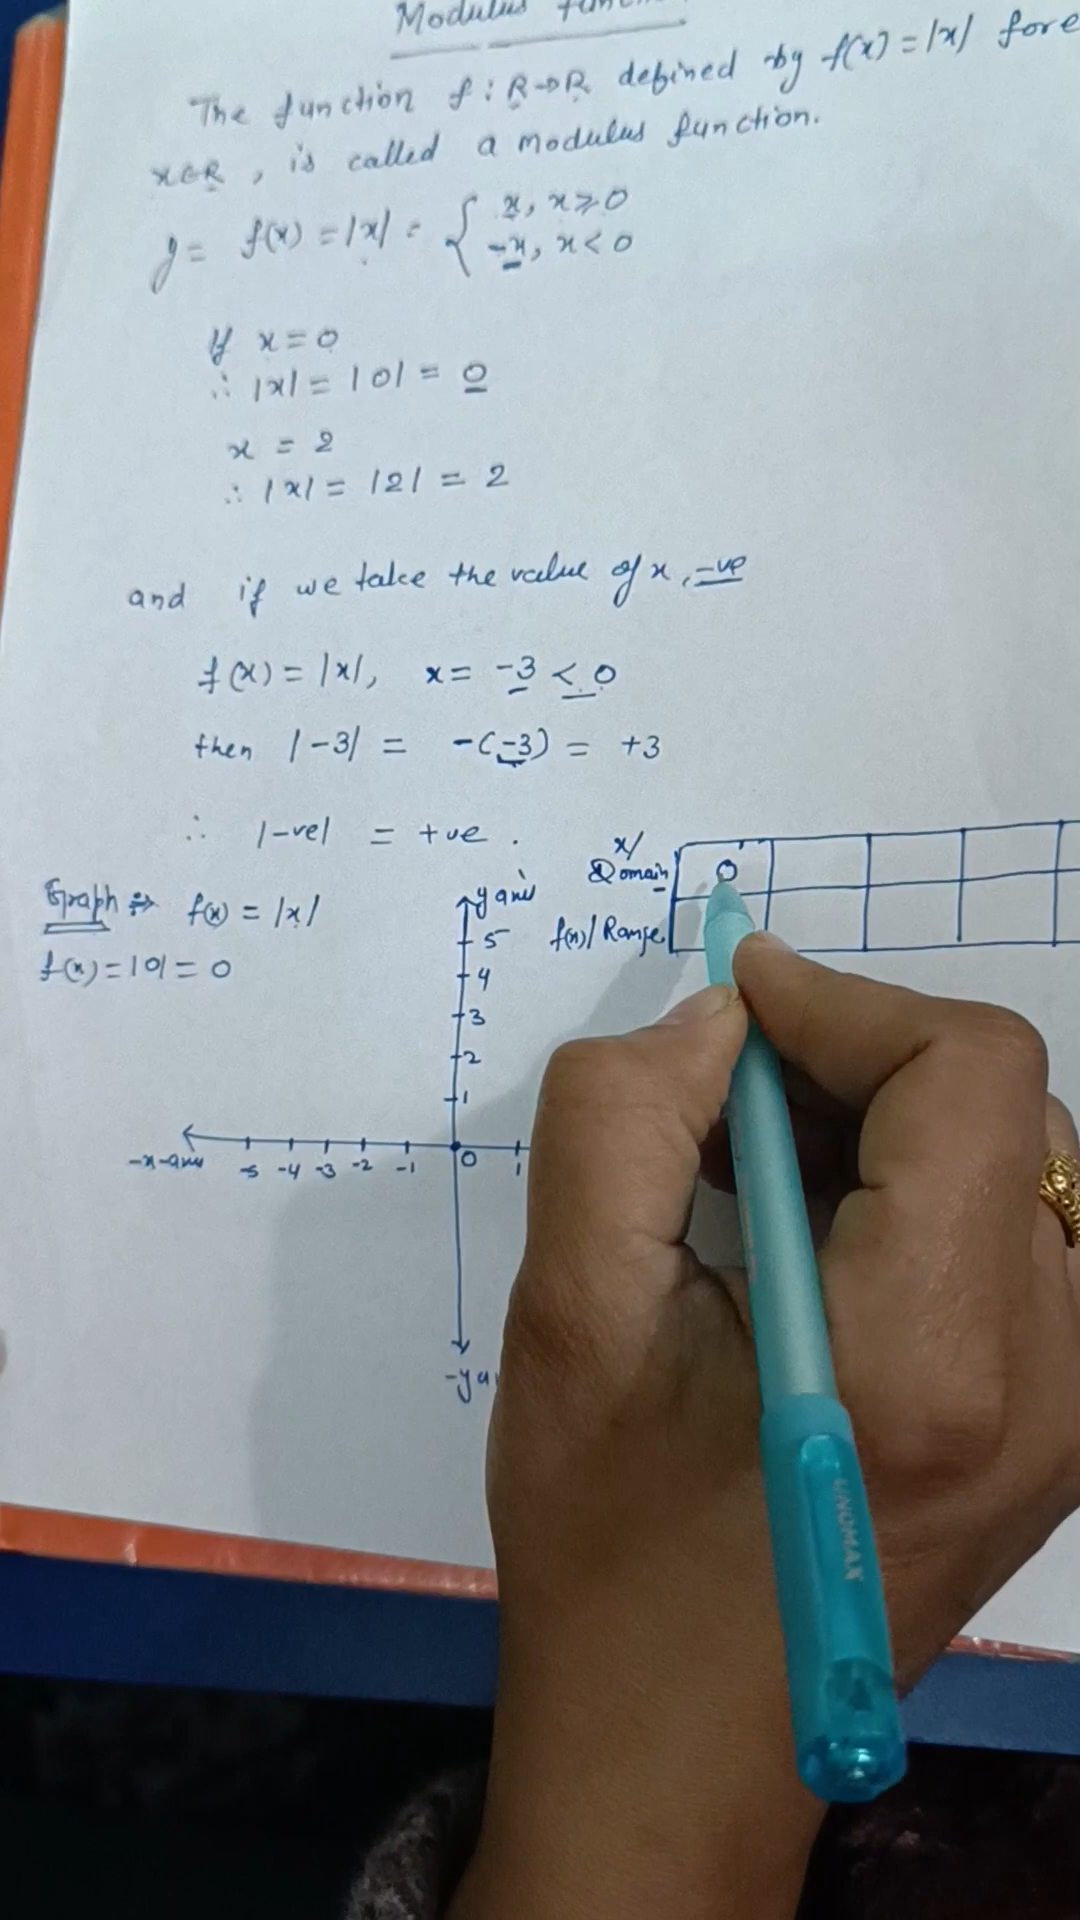 Modulus
The function f : R→R defined by f(x) = |x| for e
x∈R , is called a modulus function.
y = f(x) = |x| = { x, x ≥ 0
-x, x < 0
If x = 0
∴ |x| = |0| = 0
x = 2
∴ |x| = |2| = 2
and if we take the value of x, -ve
f(x) = |x|, x = -3 < 0
then |-3| = -(-3) = +3
∴ |-ve| = +ve .
x/
Domain 0
f(x)/Range
Graph ⇒ f(x) = |x|
f(x) = |0| = 0
y axis
5
4
3
2
1
-x-axis -5 -4 -3 -2 -1 0 1
UNOMAX